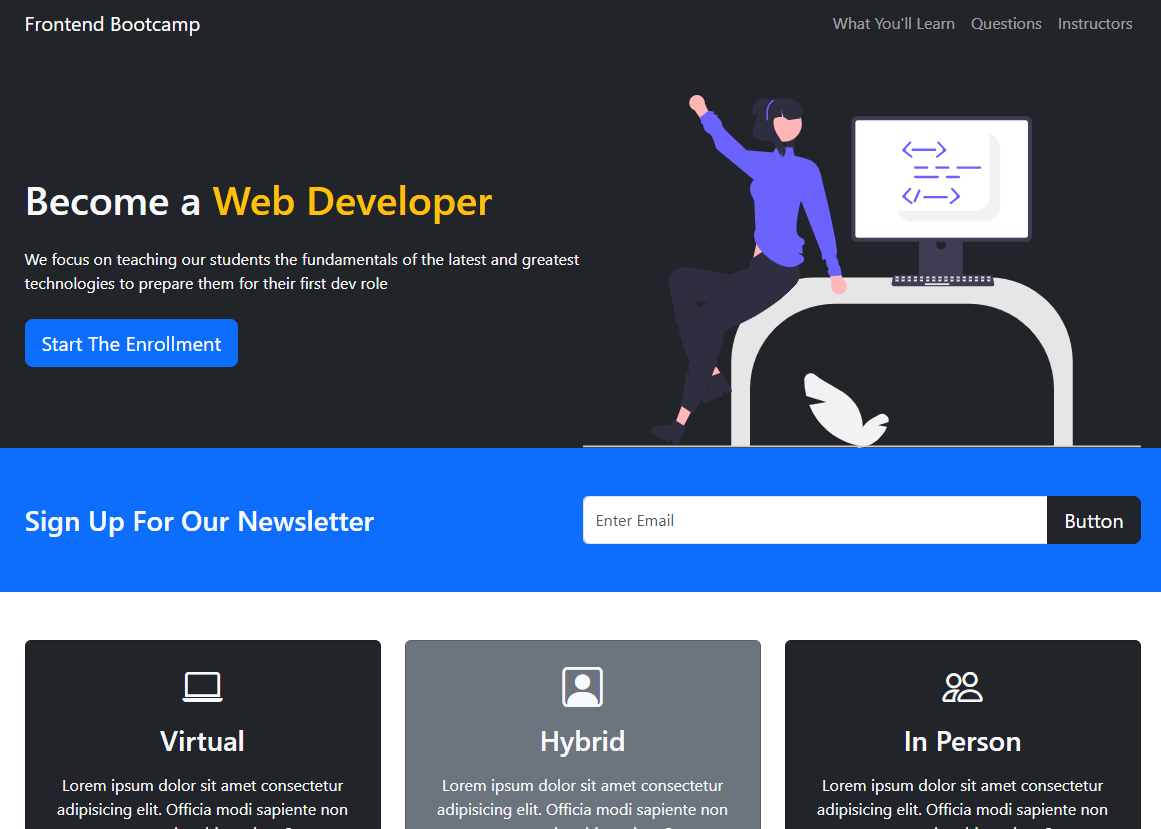 Frontend Bootcamp
What You'll Learn Questions Instructors
Become a Web Developer
We focus on teaching our students the fundamentals of the latest and greatest
technologies to prepare them for their first dev role
Start The Enrollment
Sign Up For Our Newsletter
Enter Email
Button
Virtual
Lorem ipsum dolor sit amet consectetur
adipisicing elit. Officia modi sapiente non
Hybrid
Lorem ipsum dolor sit amet consectetur
adipisicing elit. Officia modi sapiente non
In Person
Lorem ipsum dolor sit amet consectetur
adipisicing elit. Officia modi sapiente non